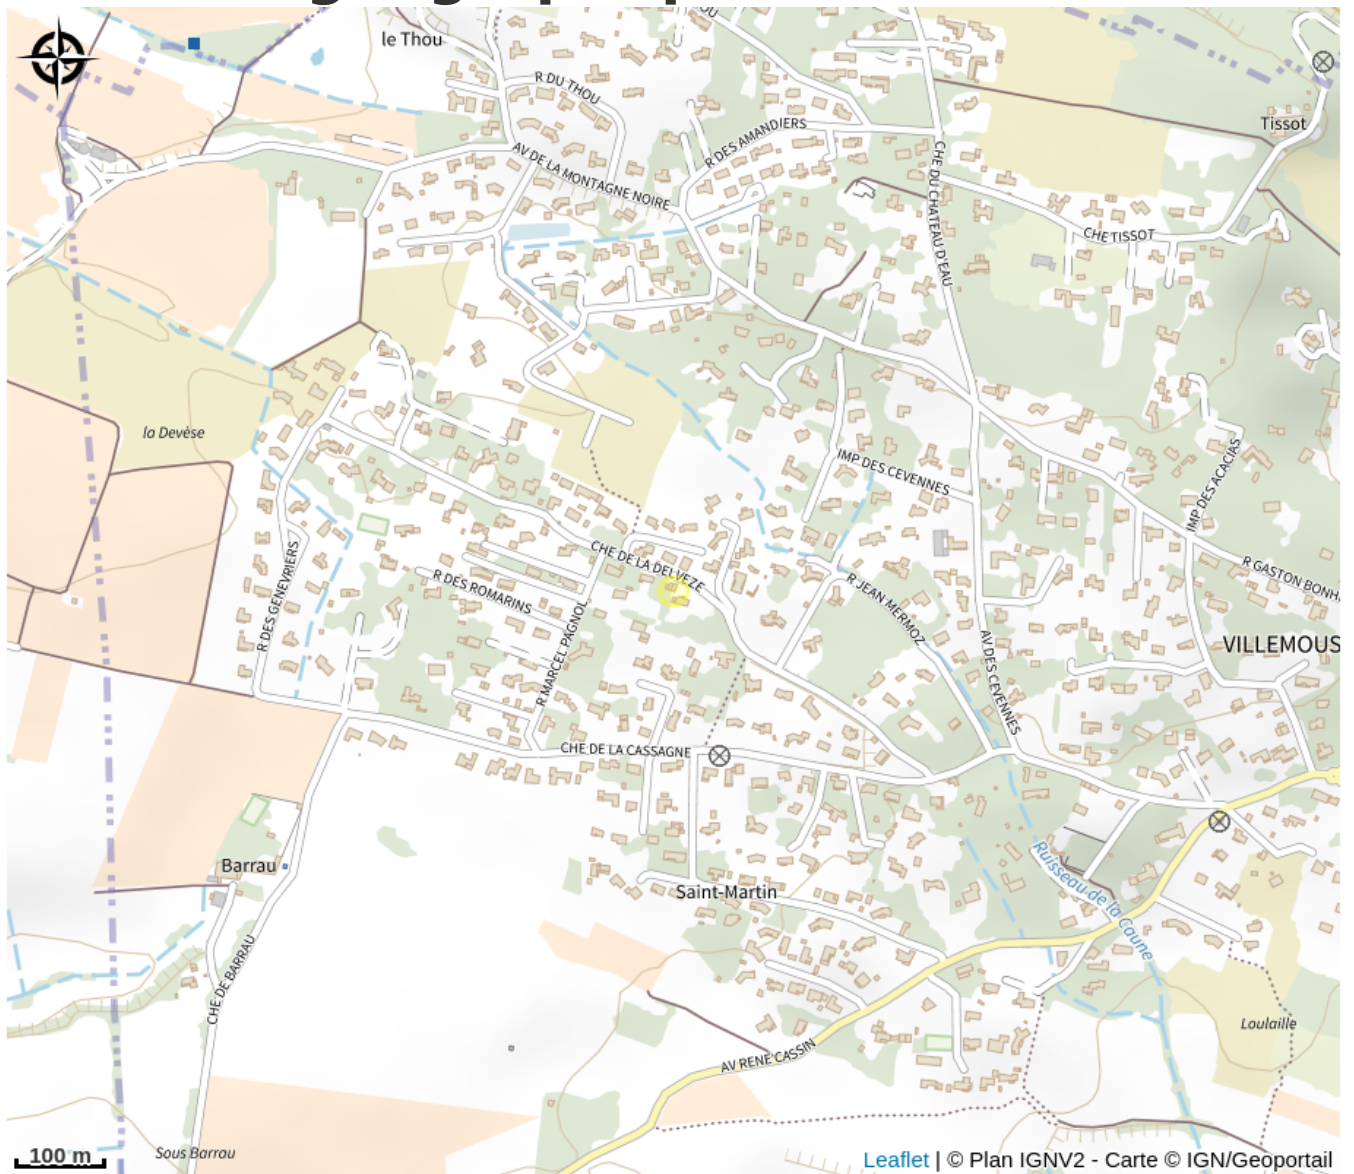 le Thou
R DU THOU
R DES AMANDIERS
Tissot
AV DE LA MONTAGNE NOIRE
CHE DU CHATEAU D'EAU
CHE TISSOT
la Devèse
IMP DES CEVENNES
IMP DES ACACIAS
CHE DE LA DELVEZE
R GASTON BONH
R DES GENEVRIERS
R DES ROMARINS
R JEAN MERMOZ
R MARCEL PAGNOL
AV DES CEVENNES
VILLEMOUS
CHE DE LA CASSAGNE
Barrau
Ruisseau de la Caune
Saint-Martin
CHE DE BARRAU
Loulaille
AV RENE CASSIN
Sous Barrau
100 m
Leaflet | © Plan IGNV2 - Carte © IGN/Geoportail